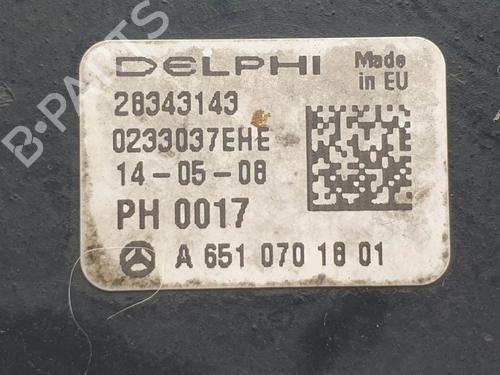 DELPHI
Made
in EU
28343143
0233037EHE
14-05-08
PH 0017
A 651 070 18 01
B-PARTS